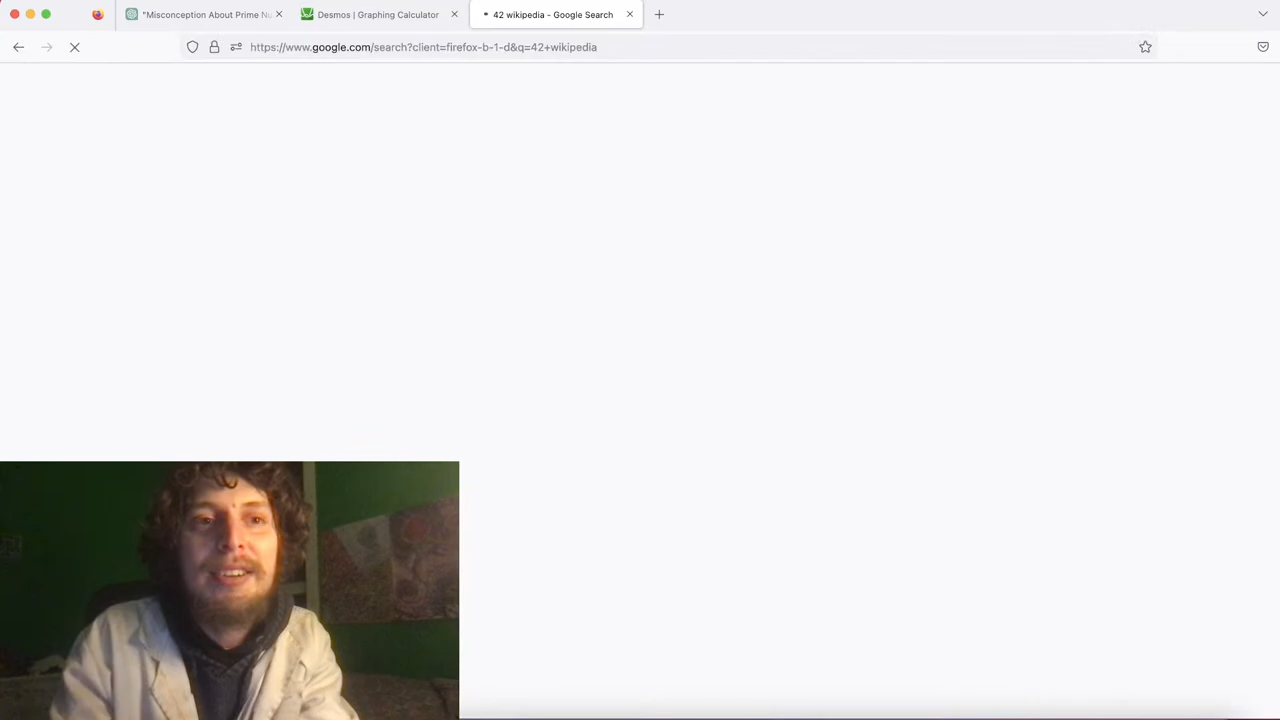 "Misconception About Prime Nu
Desmos | Graphing Calculator
42 wikipedia - Google Search
https://www.google.com/search?client=firefox-b-1-d&q=42+wikipedia